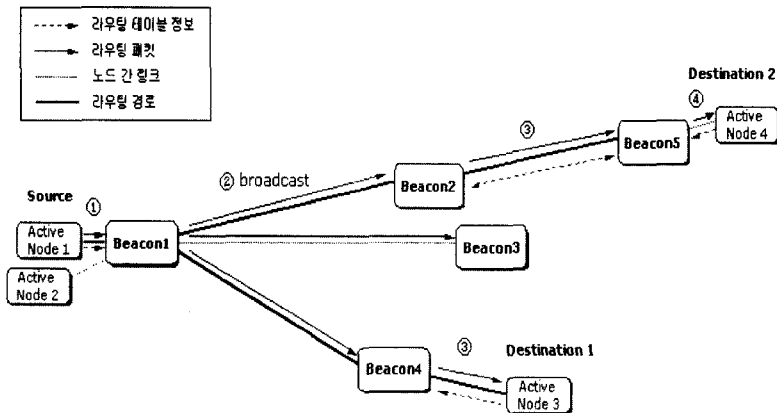 라우팅 테이블 정보
라우팅 패킷
노드 간 링크
라우팅 경로
Destination 2
④
Active
Node 4
③
Beacon5
② broadcast
Beacon2
Source
①
Active
Node 1
Beacon1
Beacon3
Active
Node 2
③
Destination 1
Beacon4
Active
Node 3